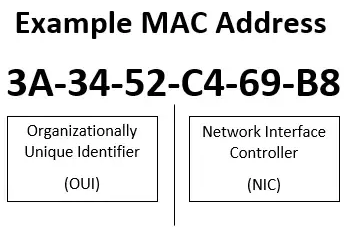 Example MAC Address
3A-34-52-C4-69-B8
Organizationally
Unique Identifier
(OUI)
Network Interface
Controller
(NIC)